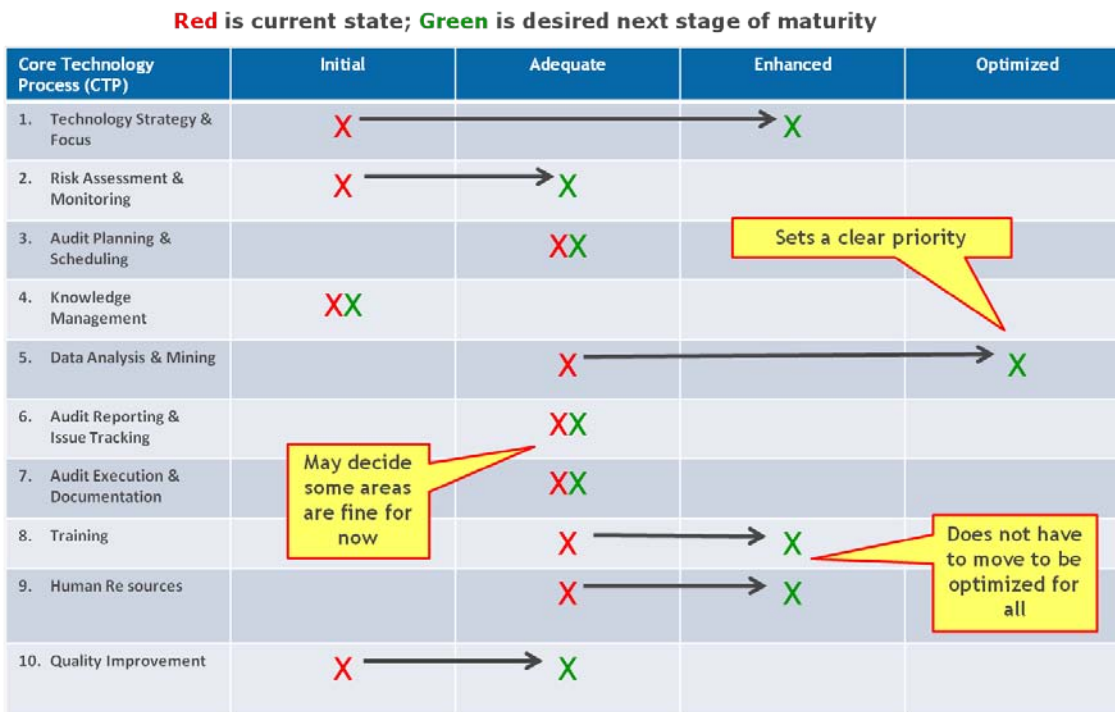 Red is current state; Green is desired next stage of maturity
Core Technology
Process (CTP)
Initial
Adequate
Enhanced
Optimized
1. Technology Strategy &
Focus
X
X
2. Risk Assessment &
Monitoring
X
X
3. Audit Planning &
Scheduling
XX
Sets a clear priority
4. Knowledge
Management
XX
5. Data Analysis & Mining
X
X
6. Audit Reporting &
Issue Tracking
XX
May decide
some areas
are fine for
now
7. Audit Execution &
Documentation
XX
8. Training
X
X
Does not have
to move to be
optimized for
all
9. Human Re sources
X
X
10. Quality Improvement
X
X